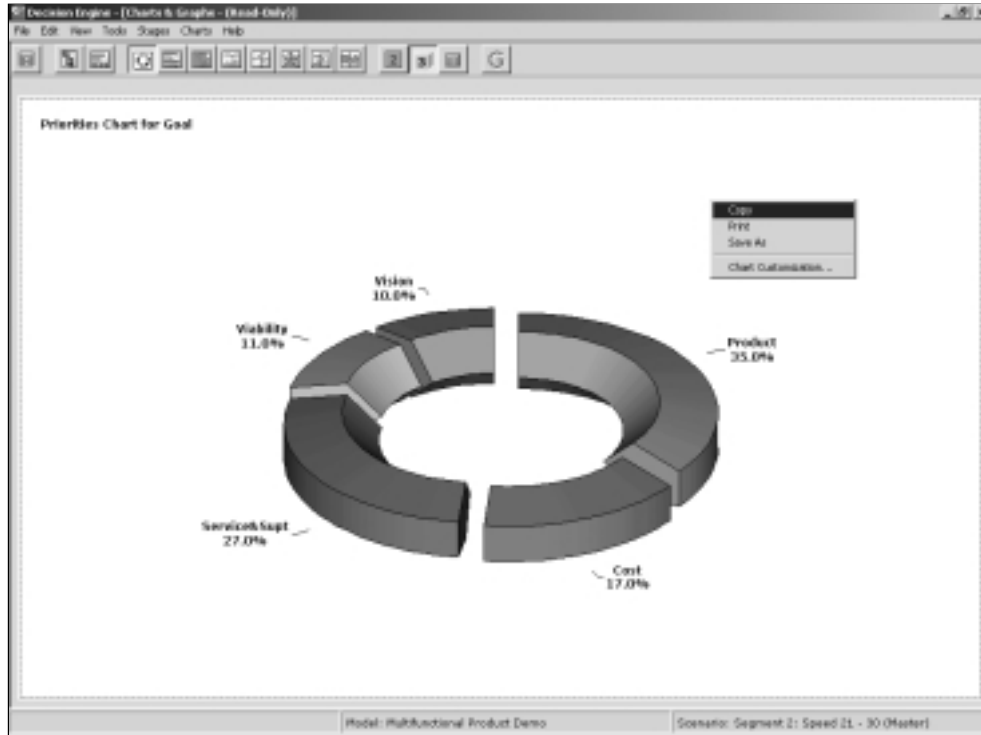 Decision Engine - [Charts & Graphs - (Read-Only)]
File Edit View Tools Stages Charts Help
G
Priorities Chart for Goal
Copy
Print
Save As
Chart Customization...
Vision
10.0%
Viability
11.0%
Product
35.0%
Service&Supt
27.0%
Cost
17.0%
Model: Multifunctional Product Demo
Scenario: Segment 2: Speed 21 - 30 (Master)